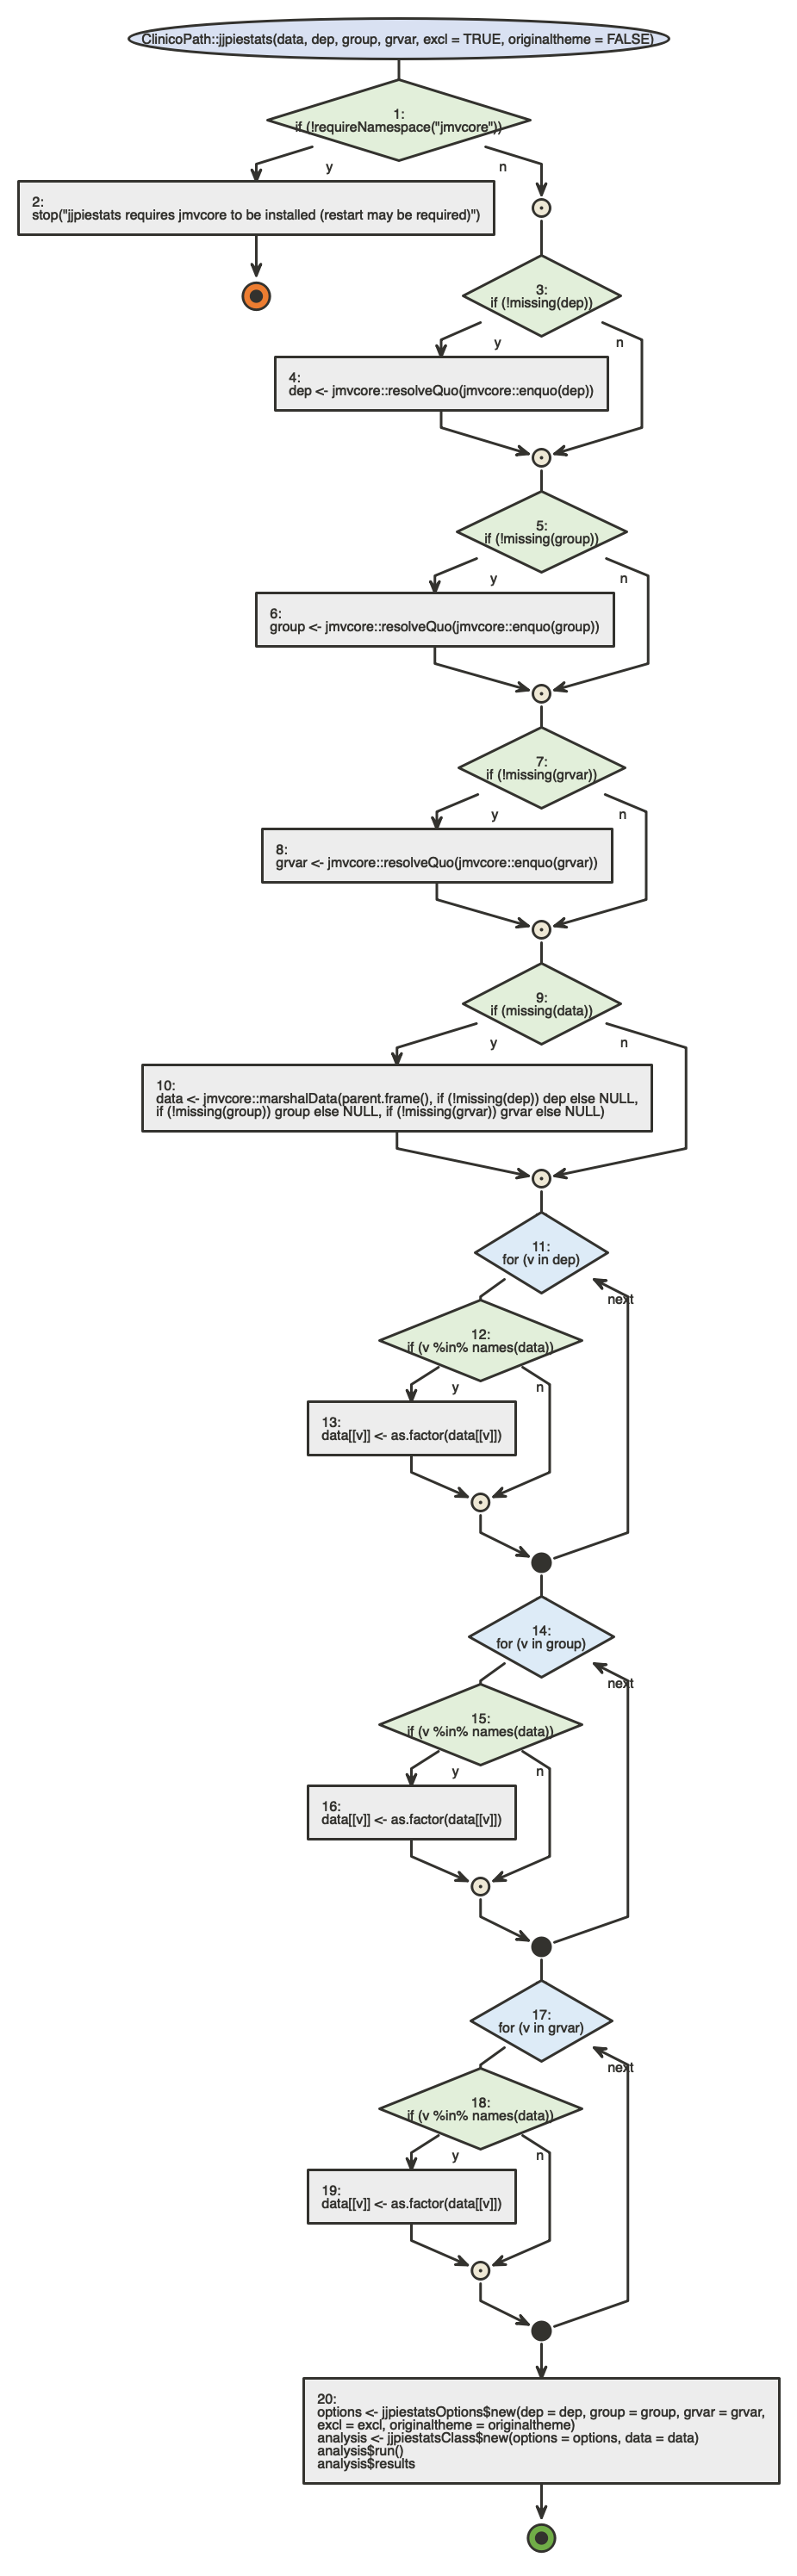 ClinicoPath::jjpiestats(data, dep, group, grvar, excl = TRUE, originaltheme = FALSE)
1:
if (!requireNamespace("jmvcore"))
y
n
2:
stop("jjpiestats requires jmvcore to be installed (restart may be required)")
3:
if (!missing(dep))
y
n
4:
dep <- jmvcore::resolveQuo(jmvcore::enquo(dep))
5:
if (!missing(group))
y
n
6:
group <- jmvcore::resolveQuo(jmvcore::enquo(group))
7:
if (!missing(grvar))
y
n
8:
grvar <- jmvcore::resolveQuo(jmvcore::enquo(grvar))
9:
if (missing(data))
y
n
10:
data <- jmvcore::marshalData(parent.frame(), if (!missing(dep)) dep else NULL,
if (!missing(group)) group else NULL, if (!missing(grvar)) grvar else NULL)
11:
for (v in dep)
next
12:
if (v %in% names(data))
y
n
13:
data[[v]] <- as.factor(data[[v]])
14:
for (v in group)
next
15:
if (v %in% names(data))
y
n
16:
data[[v]] <- as.factor(data[[v]])
17:
for (v in grvar)
next
18:
if (v %in% names(data))
y
n
19:
data[[v]] <- as.factor(data[[v]])
20:
options <- jjpiestatsOptions$new(dep = dep, group = group, grvar = grvar,
excl = excl, originaltheme = originaltheme)
analysis <- jjpiestatsClass$new(options = options, data = data)
analysis$run()
analysis$results